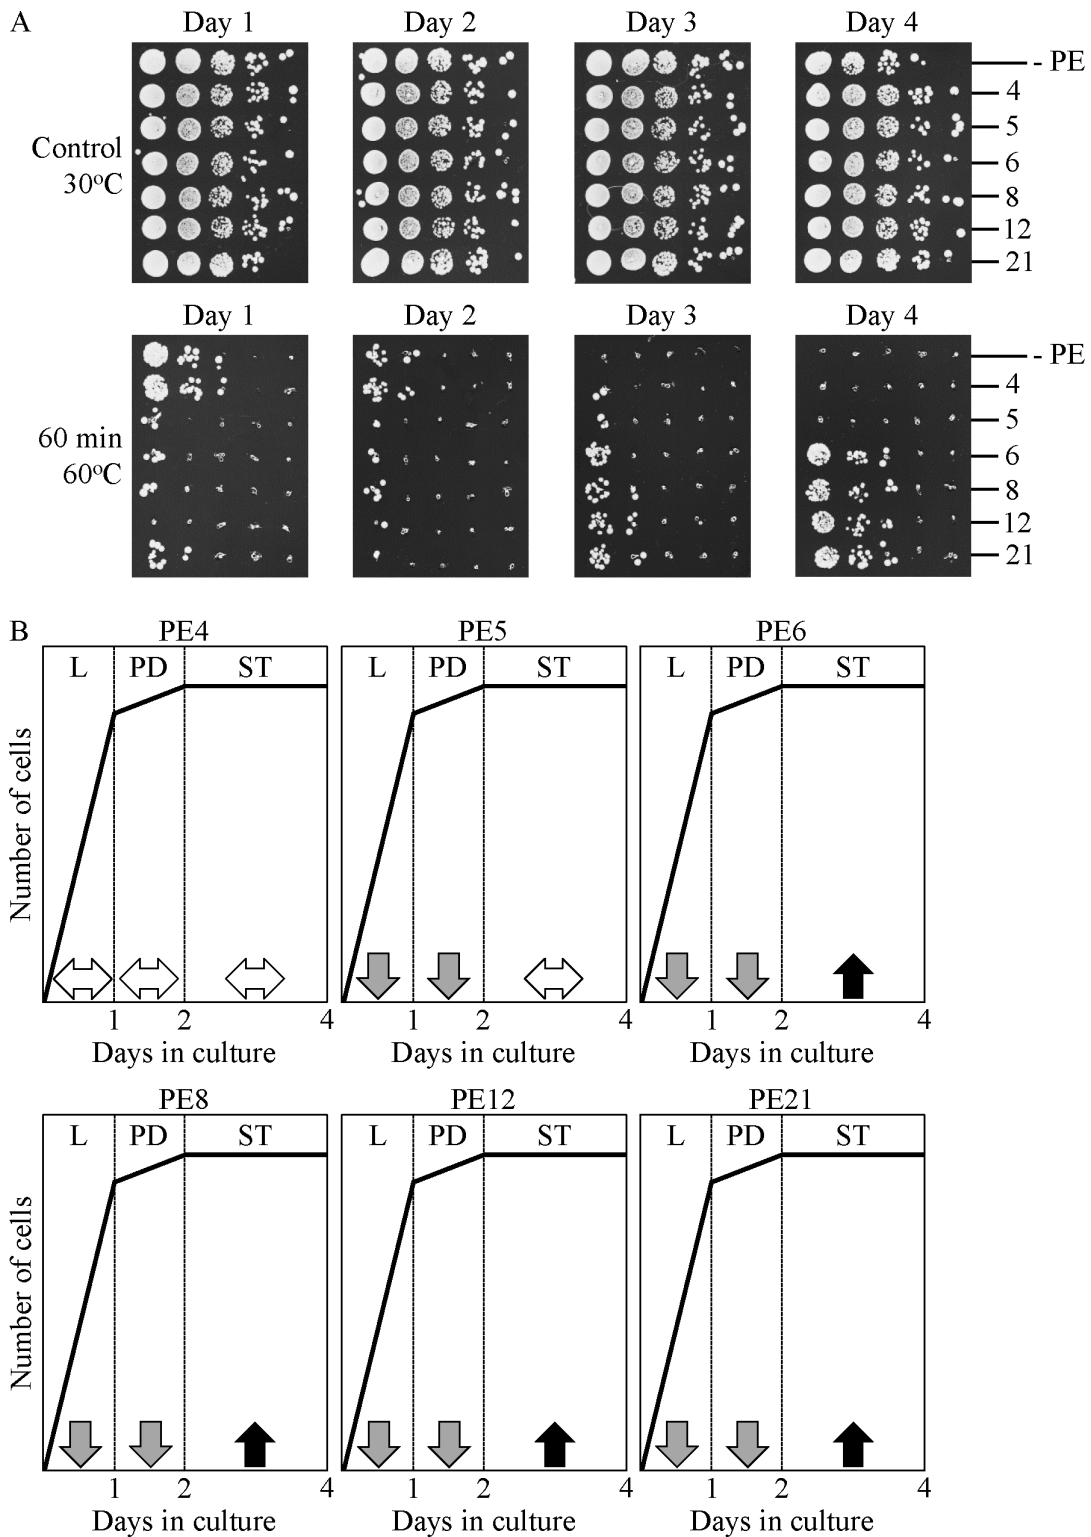 A
Day 1 Day 2 Day 3 Day 4
- PE
4
5
Control
30°C
6
8
12
21
Day 1 Day 2 Day 3 Day 4
- PE
4
5
60 min
60°C
6
8
12
21
B
PE4 PE5 PE6
L PD ST L PD ST L PD ST
Number of cells
1 2 4 1 2 4 1 2 4
Days in culture Days in culture Days in culture
PE8 PE12 PE21
L PD ST L PD ST L PD ST
Number of cells
1 2 4 1 2 4 1 2 4
Days in culture Days in culture Days in culture